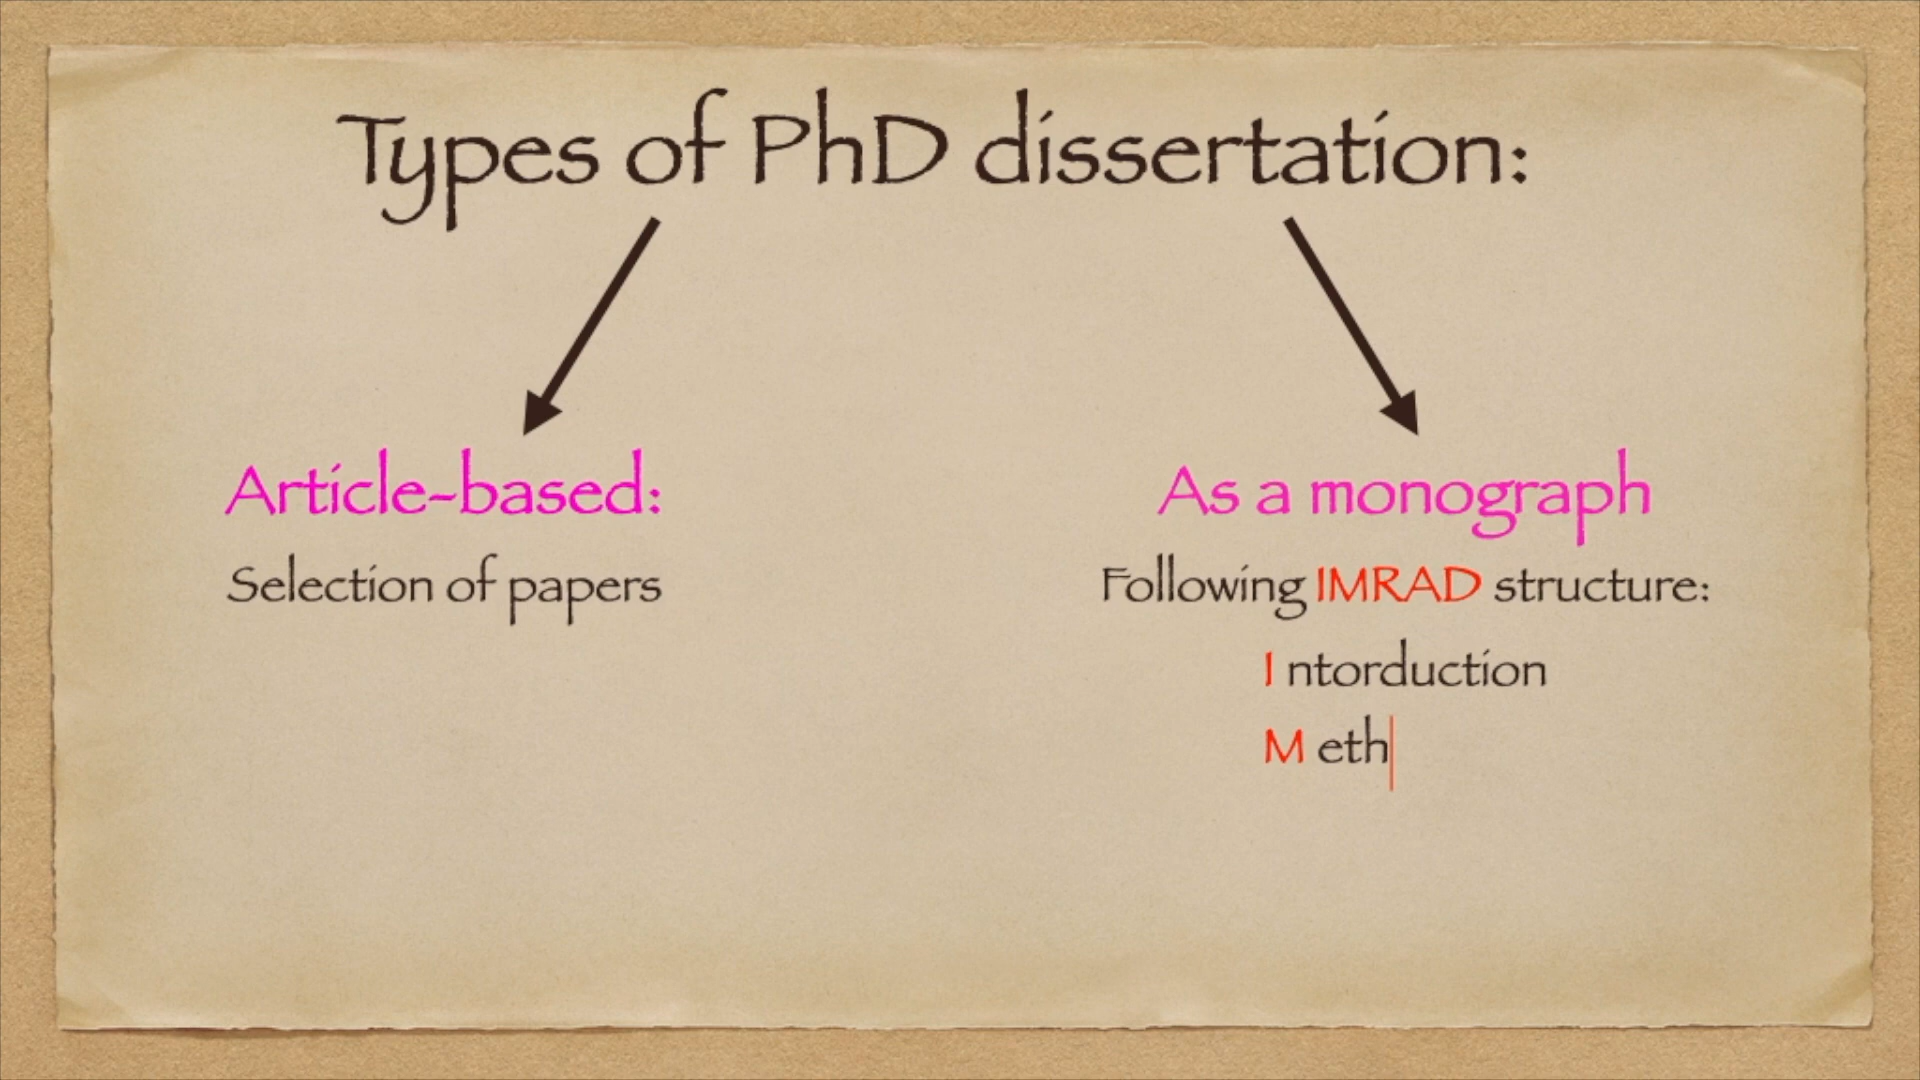 Types of PhD dissertation:
Article-based:
Selection of papers
As a monograph
Following IMRAD structure:
I ntorduction
M eth